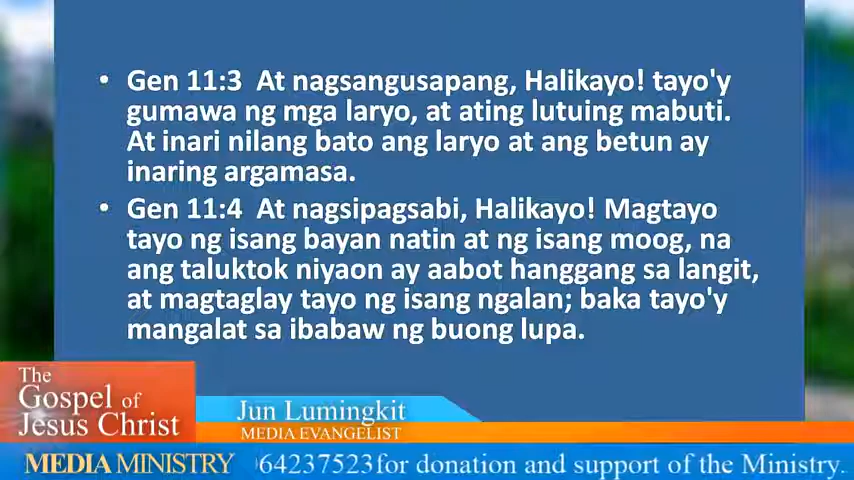 • Gen 11:3 At nagsangusapang, Halikayo! tayo'y
gumawa ng mga laryo, at ating lutuing mabuti.
At inari nilang bato ang laryo at ang betun ay
inaring argamasa.
• Gen 11:4 At nagsipagsabi, Halikayo! Magtayo
tayo ng isang bayan natin at ng isang moog, na
ang taluktok niyaon ay aabot hanggang sa langit,
at magtaglay tayo ng isang ngalan; baka tayo'y
mangalat sa ibabaw ng buong lupa.
The
Gospel of
Jesus Christ
Jun Lumingkit
MEDIA EVANGELIST
MEDIA MINISTRY
64237523 for donation and support of the Ministry.